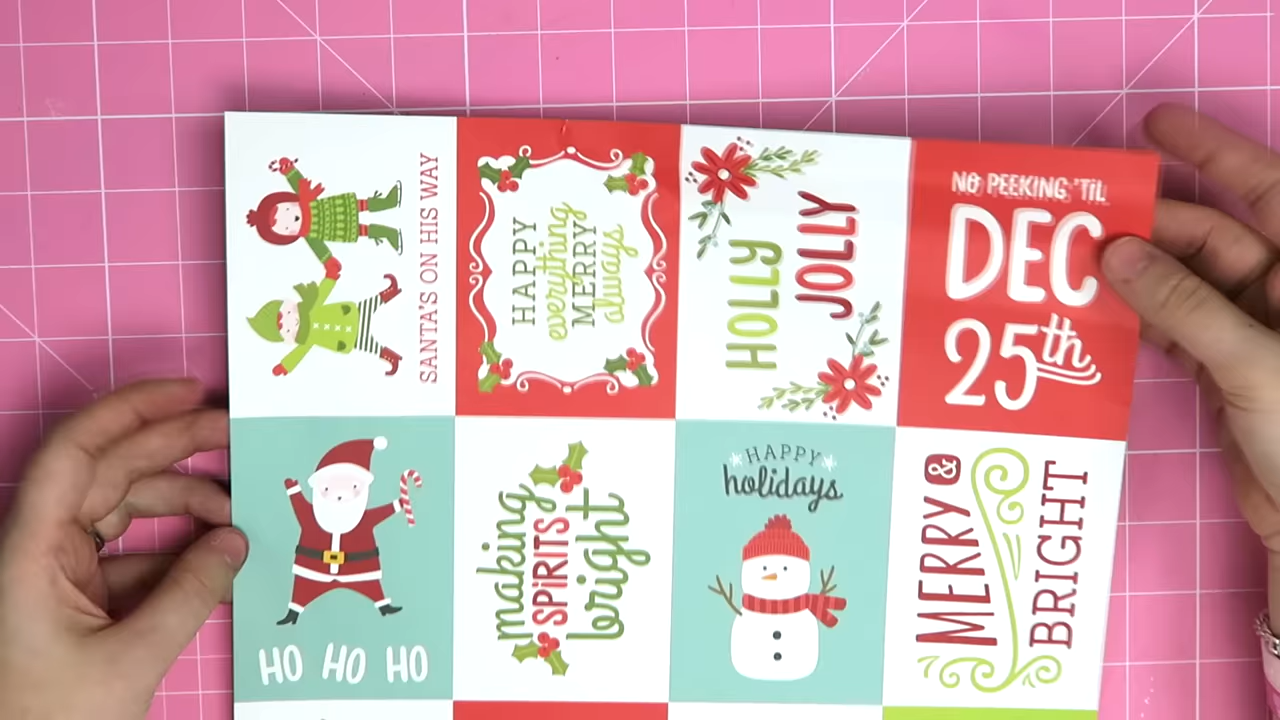 SANTA'S ON HIS WAY
HAPPY
everything
MERRY
always
HOLLY
JOLLY
NO PEEKING 'TIL
DEC
25th
HO HO HO
making
SPIRITS
bright
HAPPY
holidays
MERRY &
BRIGHT